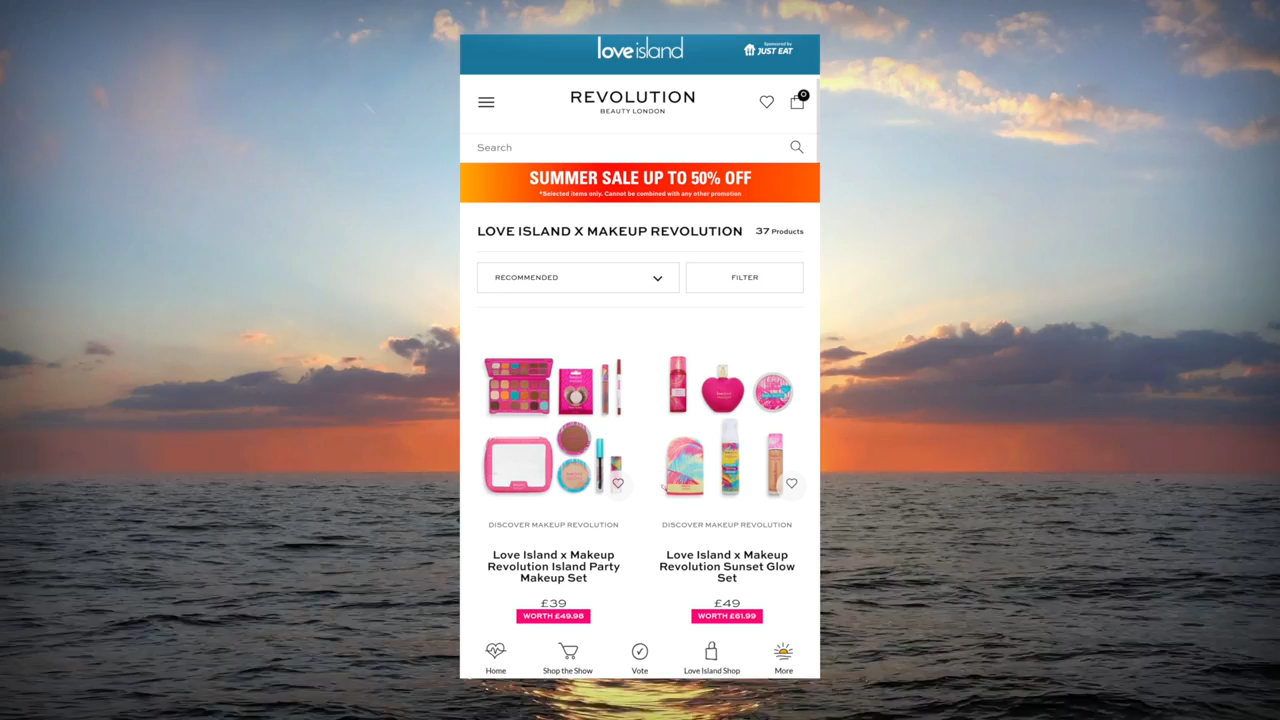 love island
Sponsored by
JUST EAT
REVOLUTION
BEAUTY LONDON
0
Search
SUMMER SALE UP TO 50% OFF
*Selected items only. Cannot be combined with any other promotion
LOVE ISLAND X MAKEUP REVOLUTION
37 Products
RECOMMENDED
FILTER
DISCOVER MAKEUP REVOLUTION
Love Island x Makeup
Revolution Island Party
Makeup Set
£39
WORTH £49.98
DISCOVER MAKEUP REVOLUTION
Love Island x Makeup
Revolution Sunset Glow
Set
£49
WORTH £61.99
Home
Shop the Show
Vote
Love Island Shop
More